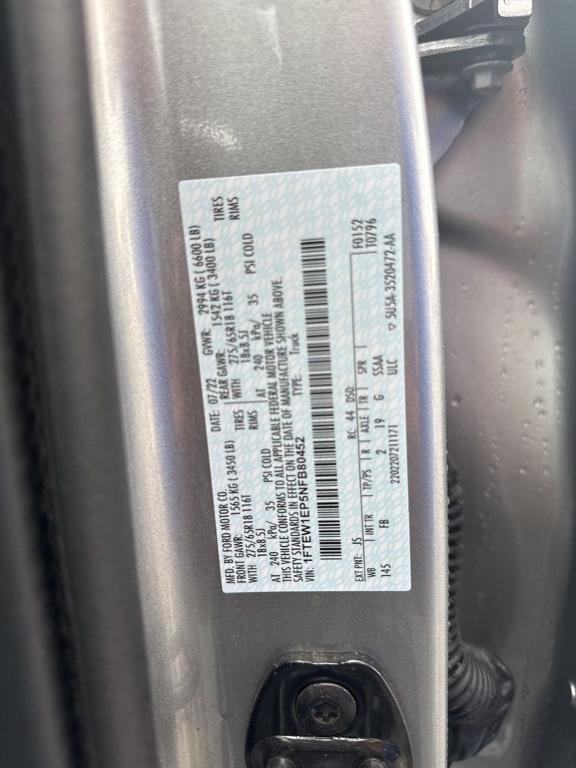 MFD. BY FORD MOTOR CO.
DATE: 07/22 GVWR: 2994 KG ( 6600 LB)
FRONT GAWR: 1565 KG ( 3450 LB) REAR GAWR: 1542 KG ( 3400 LB)
WITH 275/65R18 116T TIRES WITH 275/65R18 116T TIRES
18x8.5J RIMS 18x8.5J RIMS
AT 240 kPa/ 35 PSI COLD AT 240 kPa/ 35 PSI COLD
THIS VEHICLE CONFORMS TO ALL APPLICABLE FEDERAL MOTOR VEHICLE
SAFETY STANDARDS IN EFFECT ON THE DATE OF MANUFACTURE SHOWN ABOVE.
VIN: 1FTEW1EP5NFB80452 TYPE: Truck
F0152
T0796
EXT PNT: JS RC: 44 DSO:
WB INT TR TP/PS R AXLE TR SPR
145 FB 2 19 G SSAA
2202207211171 ULC
▽ 5U5A-3520472-AA